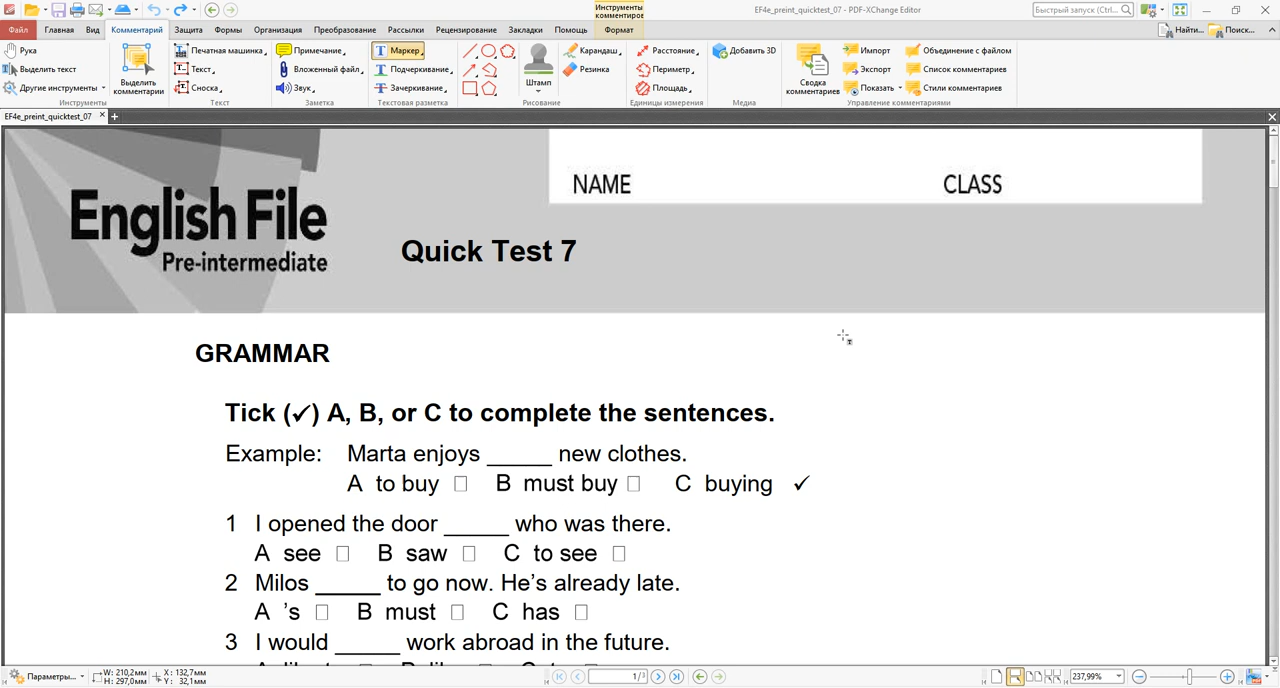 Инструменты
комментиров
EF4e_preint_quicktest_07 - PDF-XChange Editor
Быстрый запуск (Ctrl...
Файл Главная Вид Комментарий Защита Формы Организация Преобразование Рассылки Рецензирование Закладки Помощь Формат Найти... Поиск...
Рука
Выделить текст
Другие инструменты
Инструменты
Выделить
комментарии
Печатная машинка
Текст
Сноска
Текст
Примечание
Вложенный файл
Звук
Заметка
Маркер
Подчеркивание
Зачеркивание
Текстовая разметка
Штамп
Карандаш
Резинка
Рисование
Расстояние
Периметр
Площадь
Единицы измерения
Добавить 3D
Медиа
Сводка
комментариев
Импорт
Экспорт
Показать
Объединение с файлом
Список комментариев
Стили комментариев
Управление комментариями
EF4e_preint_quicktest_07
English File
Pre-intermediate
NAME CLASS
Quick Test 7
GRAMMAR
Tick (✓) A, B, or C to complete the sentences.
Example: Marta enjoys _____ new clothes.
A to buy □ B must buy □ C buying ✓
1 I opened the door _____ who was there.
A see □ B saw □ C to see □
2 Milos _____ to go now. He’s already late.
A ’s □ B must □ C has □
3 I would _____ work abroad in the future.
Параметры...
W: 210,2мм
H: 297,0мм
X: 132,7мм
Y: 32,1мм
237,99%